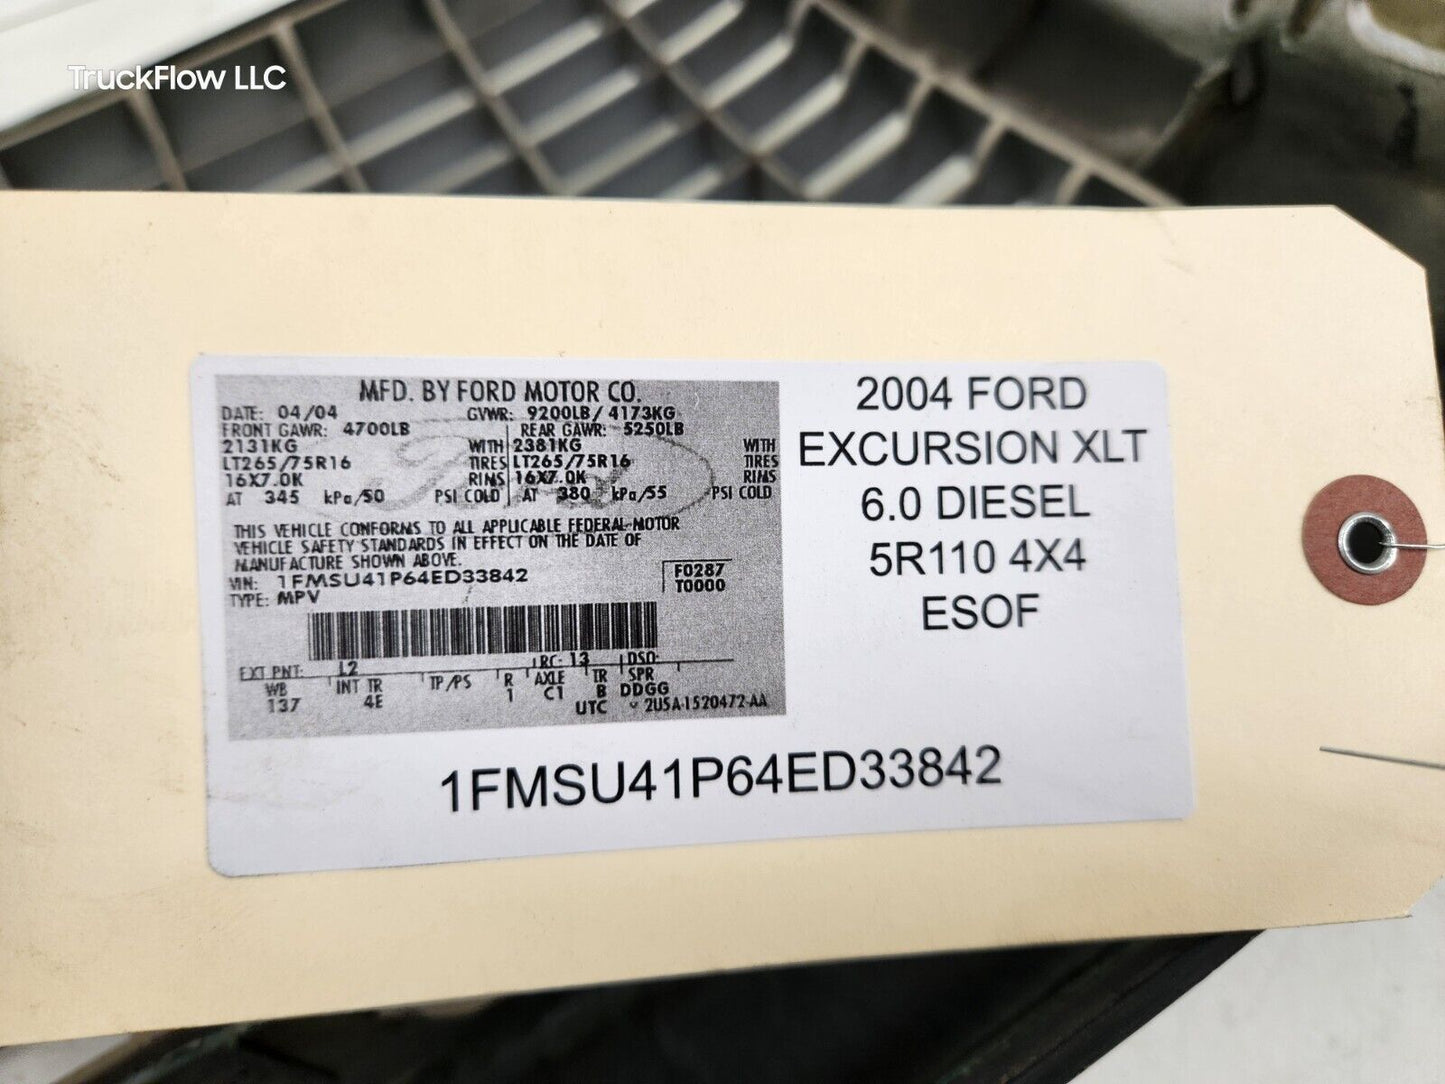 TruckFlow LLC
MFD. BY FORD MOTOR CO.
DATE: 04/04 GVWR: 9200LB/ 4173KG
FRONT GAWR: 4700LB REAR GAWR: 5250LB
2131KG WITH 2381KG WITH
LT265/75R16 TIRES LT265/75R16 TIRES
16X7.0K RIMS 16X7.0K RIMS
AT 345 kPa/50 PSI COLD AT 380 kPa/55 PSI COLD
THIS VEHICLE CONFORMS TO ALL APPLICABLE FEDERAL MOTOR
VEHICLE SAFETY STANDARDS IN EFFECT ON THE DATE OF
MANUFACTURE SHOWN ABOVE.
VIN: 1FMSU41P64ED33842 F0287
TYPE: MPV T0000
EXT PNT: L2 RC: 13 DSO:
WB INT TR TP/PS R AXLE TR SPR
137 4E 1 C1 B DDGG
UTC 2USA-1520472-AA
2004 FORD
EXCURSION XLT
6.0 DIESEL
5R110 4X4
ESOF
1FMSU41P64ED33842